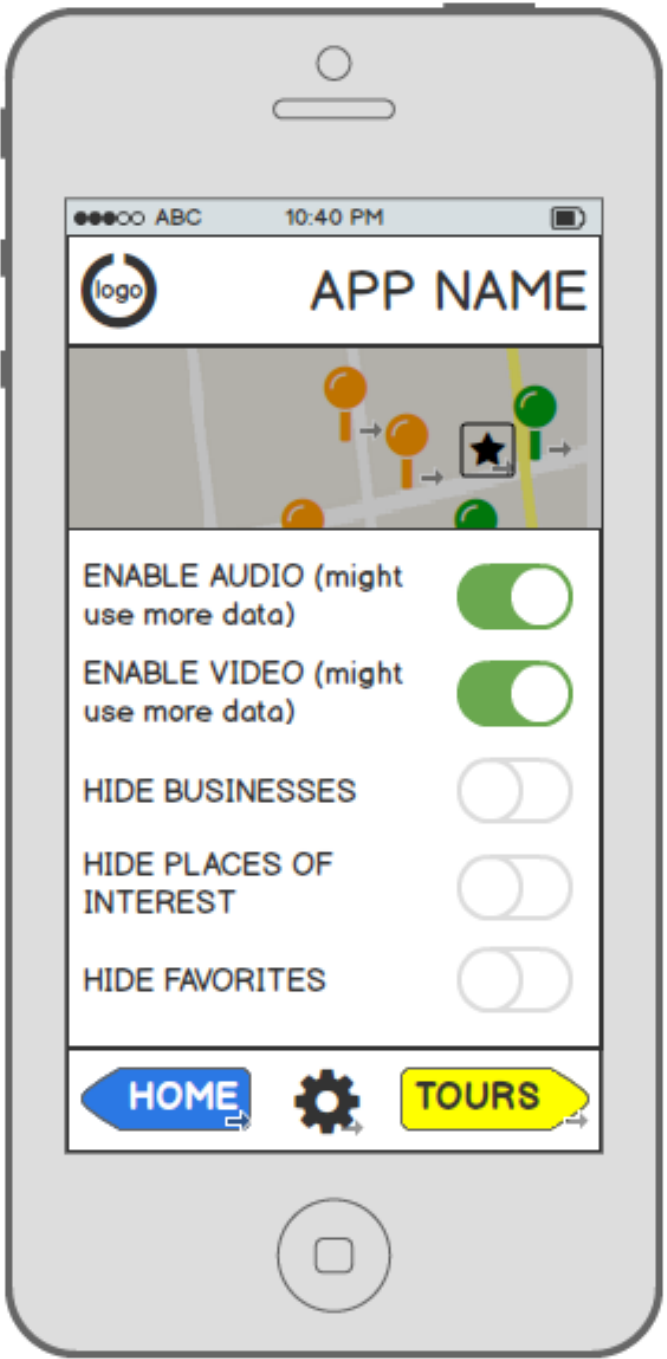 ABC 10:40 PM
logo APP NAME
ENABLE AUDIO (might
use more data)
ENABLE VIDEO (might
use more data)
HIDE BUSINESSES
HIDE PLACES OF
INTEREST
HIDE FAVORITES
HOME TOURS